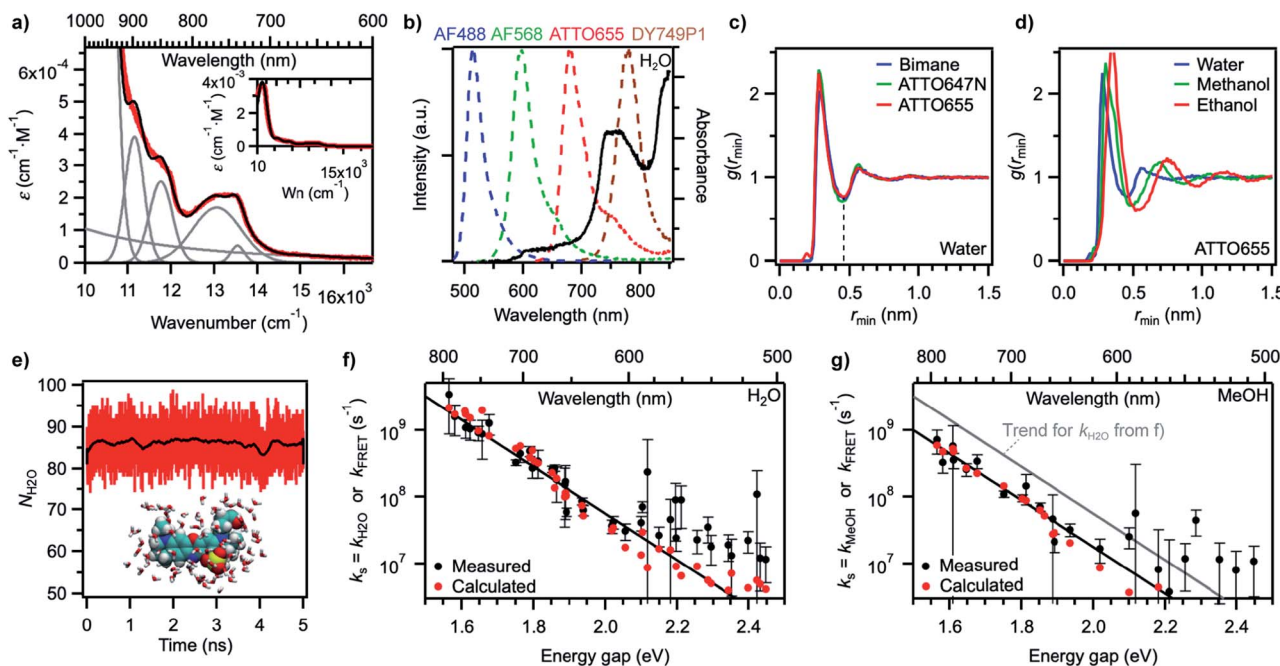 a)
1000
900
800
700
600
Wavelength (nm)
6x10⁻⁴
5
4
3
2
1
0
ε (cm⁻¹·M⁻¹)
4x10⁻³
2
0
ε (cm⁻¹·M⁻¹)
10
15x10³
Wn (cm⁻¹)
10
11
12
13
14
16x10³
Wavenumber (cm⁻¹)
b)
AF488
AF568
ATTO655
DY749P1
H₂O
Intensity (a.u.)
Absorbance
500
600
700
800
Wavelength (nm)
c)
Bimane
ATTO647N
ATTO655
g(rmin)
2
1
0
Water
0.0
0.5
1.0
1.5
rmin (nm)
d)
Water
Methanol
Ethanol
g(rmin)
2
1
0
ATTO655
0.0
0.5
1.0
1.5
rmin (nm)
e)
100
90
80
70
60
50
NH2O
0
1
2
3
4
5
Time (ns)
f)
800
700
600
500
Wavelength (nm)
H₂O
kS = kH2O or kFRET (s⁻¹)
10⁹
10⁸
10⁷
Measured
Calculated
1.6
1.8
2.0
2.2
2.4
Energy gap (eV)
g)
800
700
600
500
Wavelength (nm)
MeOH
kS = kMeOH or kFRET (s⁻¹)
10⁹
10⁸
10⁷
Trend for kH2O from f)
Measured
Calculated
1.6
1.8
2.0
2.2
2.4
Energy gap (eV)